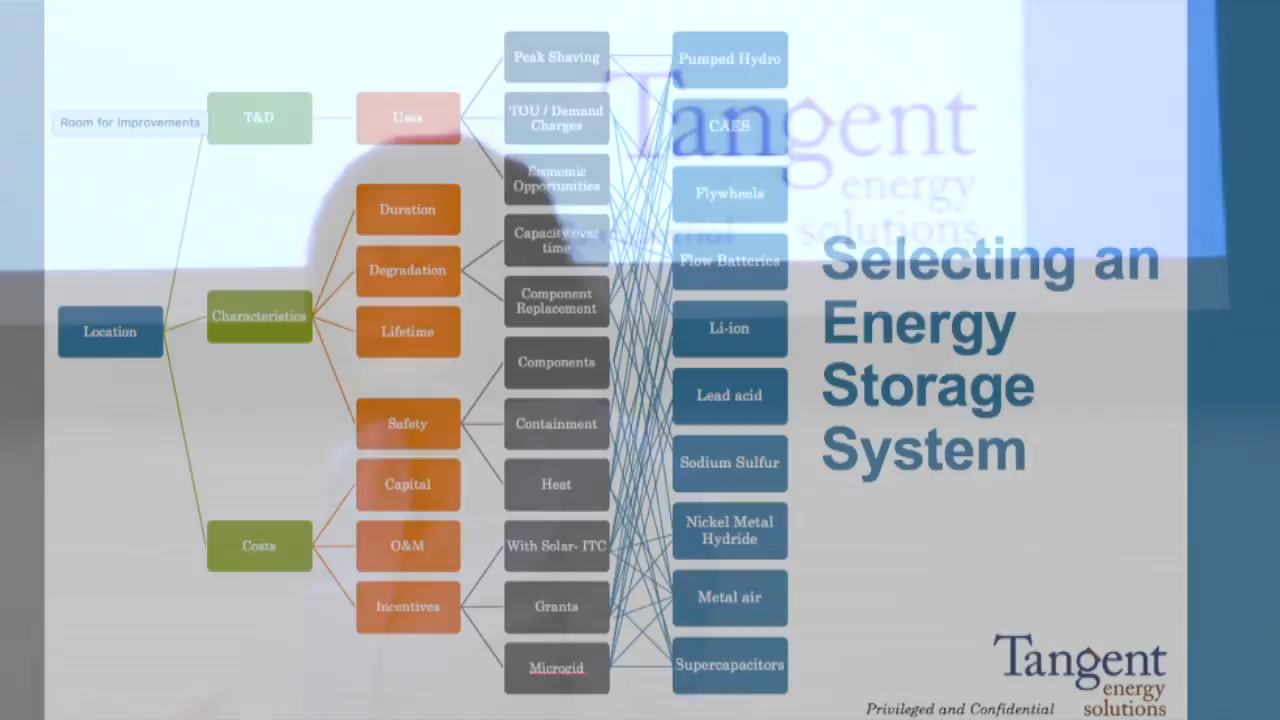 Room for Improvements
T&D
Uses
Peak Shaving
TOU / Demand
Charges
Economic
Opportunities
Duration
Degradation
Lifetime
Capacity over
time
Component
Replacement
Location
Characteristics
Safety
Components
Containment
Heat
Costs
Capital
O&M
Incentives
With Solar- ITC
Grants
Microgid
Pumped Hydro
CAES
Flywheels
Flow Batteries
Li-ion
Lead acid
Sodium Sulfur
Nickel Metal
Hydride
Metal air
Supercapacitors
Tangent
energy
solutions
Selecting an
Energy
Storage
System
Tangent
energy
solutions
Privileged and Confidential